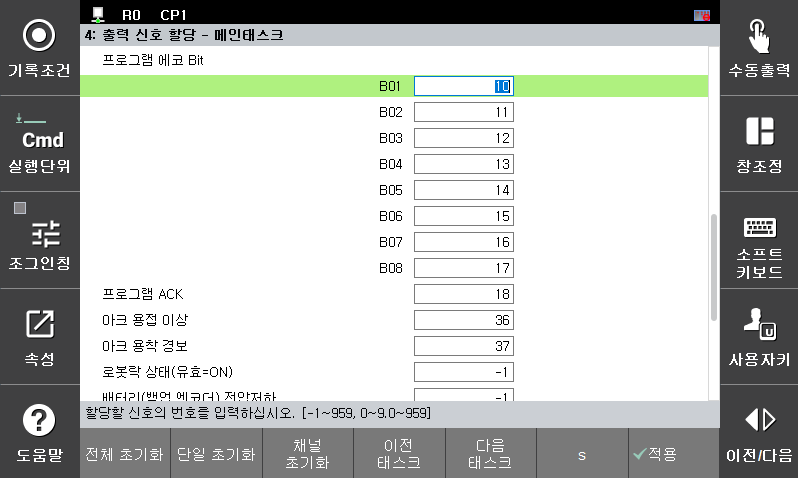 R0 CP1
4: 출력 신호 할당 - 메인태스크
기록조건
Cmd
실행단위
조그인칭
속성
도움말
프로그램 에코 Bit
B01 10
B02 11
B03 12
B04 13
B05 14
B06 15
B07 16
B08 17
프로그램 ACK 18
아크 용접 이상 36
아크 용착 경보 37
로봇락 상태(유효=ON) -1
배터리(백업,엔코더) 전압저하 -1
할당할 신호의 번호를 입력하십시오. [-1~959, 0~9.0~959]
전체 초기화
단일 초기화
채널
초기화
이전
태스크
다음
태스크
s
적용
수동출력
창조정
소프트
키보드
U
사용자키
이전/다음